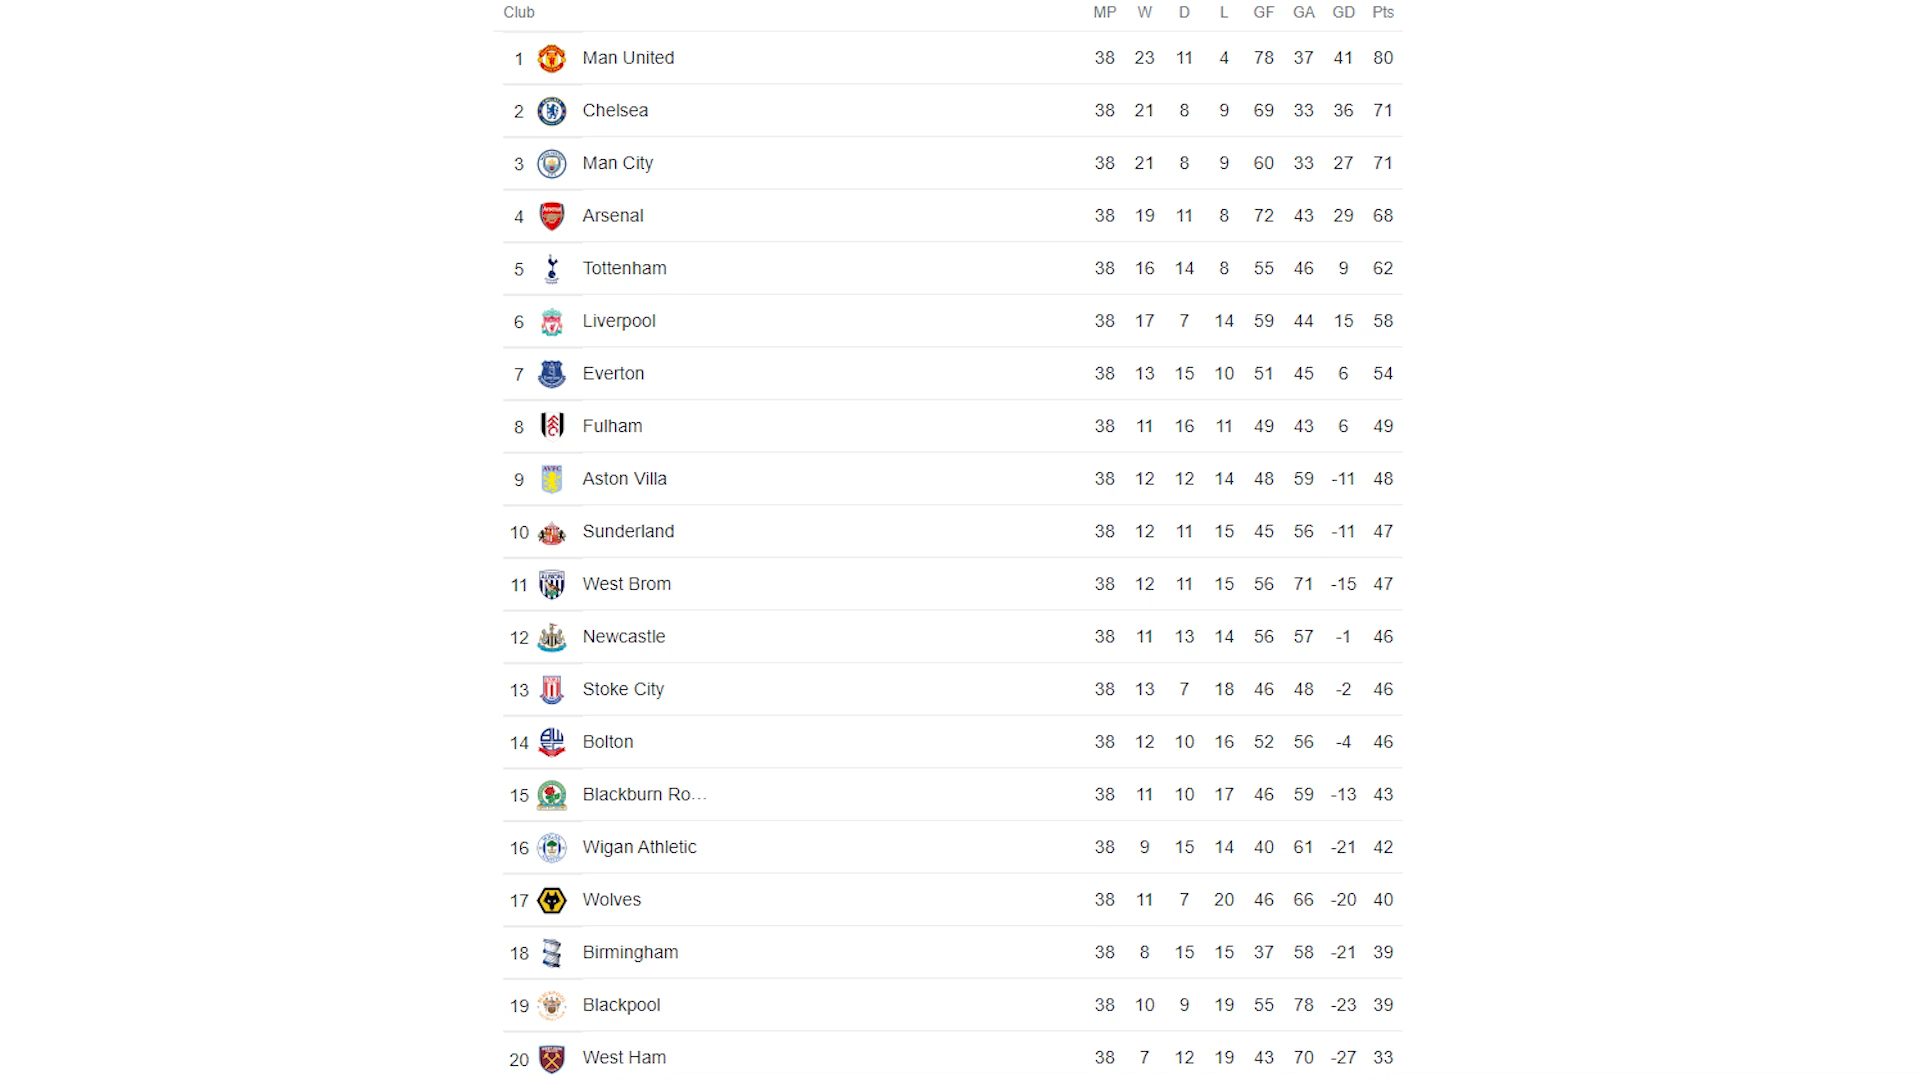 Club MP W D L GF GA GD Pts
1 Man United 38 23 11 4 78 37 41 80
2 Chelsea 38 21 8 9 69 33 36 71
3 Man City 38 21 8 9 60 33 27 71
4 Arsenal 38 19 11 8 72 43 29 68
5 Tottenham 38 16 14 8 55 46 9 62
6 Liverpool 38 17 7 14 59 44 15 58
7 Everton 38 13 15 10 51 45 6 54
8 Fulham 38 11 16 11 49 43 6 49
9 Aston Villa 38 12 12 14 48 59 -11 48
10 Sunderland 38 12 11 15 45 56 -11 47
11 West Brom 38 12 11 15 56 71 -15 47
12 Newcastle 38 11 13 14 56 57 -1 46
13 Stoke City 38 13 7 18 46 48 -2 46
14 Bolton 38 12 10 16 52 56 -4 46
15 Blackburn Ro... 38 11 10 17 46 59 -13 43
16 Wigan Athletic 38 9 15 14 40 61 -21 42
17 Wolves 38 11 7 20 46 66 -20 40
18 Birmingham 38 8 15 15 37 58 -21 39
19 Blackpool 38 10 9 19 55 78 -23 39
20 West Ham 38 7 12 19 43 70 -27 33